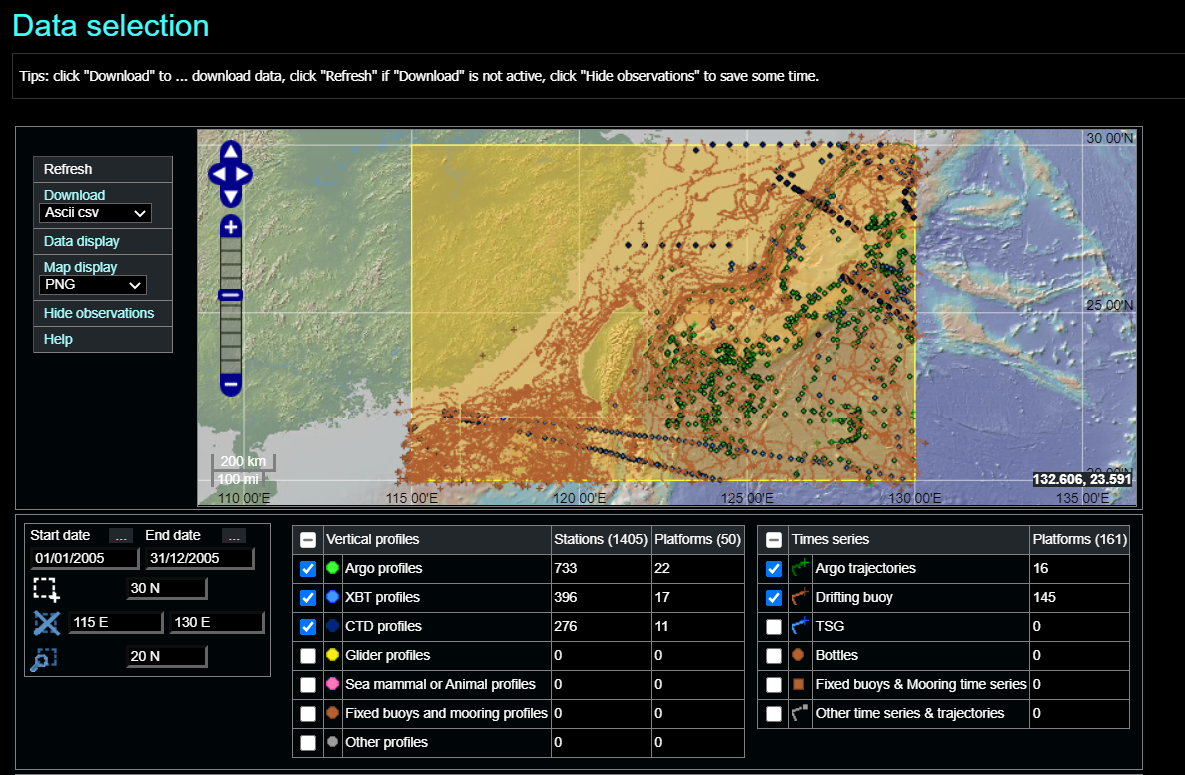 Data selection
Tips: click "Download" to ... download data, click "Refresh" if "Download" is not active, click "Hide observations" to save some time.
Refresh
Download
Ascii csv
Data display
Map display
PNG
Hide observations
Help
30 00'N
25 00'N
200 km
100 mi
132.606, 23.591
110 00'E
115 00'E
120 00'E
125 00'E
130 00'E
135 00'E
Start date ... End date ...
01/01/2005 31/12/2005
30 N
115 E 130 E
20 N
Vertical profiles Stations (1405) Platforms (50)
Argo profiles 733 22
XBT profiles 396 17
CTD profiles 276 11
Glider profiles 0 0
Sea mammal or Animal profiles 0 0
Fixed buoys and mooring profiles 0 0
Other profiles 0 0
Times series Platforms (161)
Argo trajectories 16
Drifting buoy 145
TSG 0
Bottles 0
Fixed buoys & Mooring time series 0
Other time series & trajectories 0